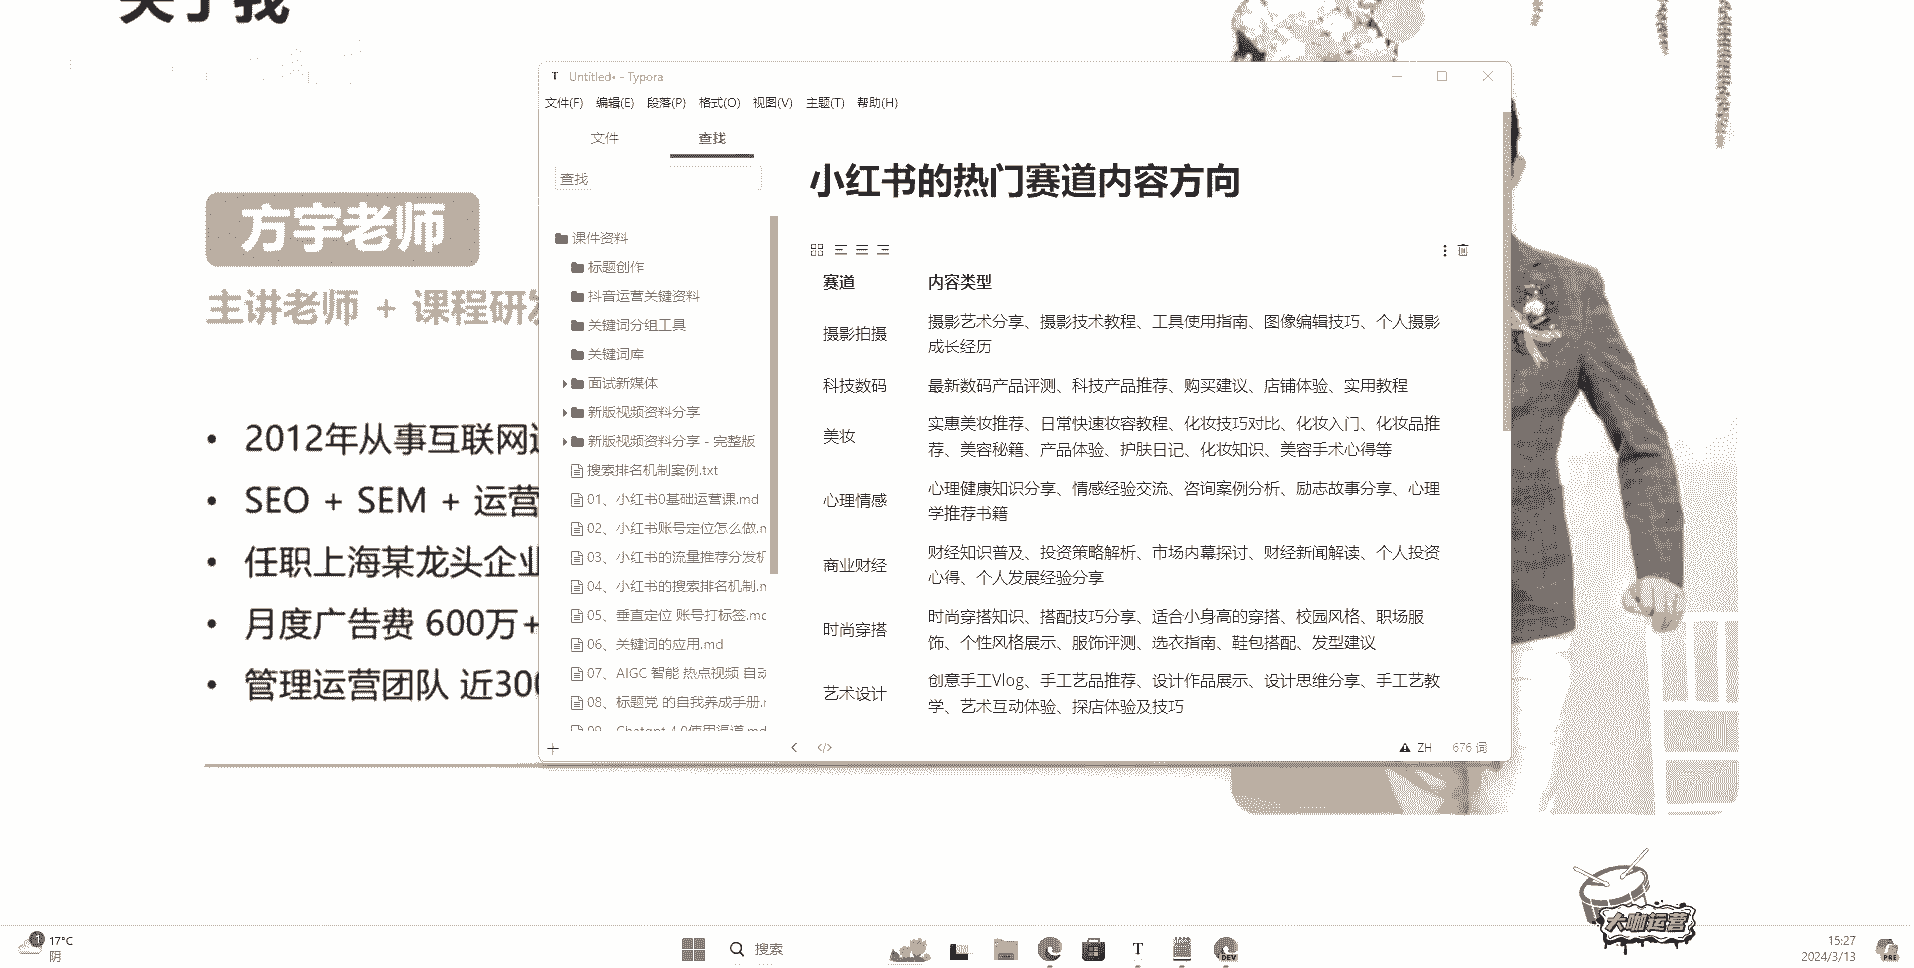 关于我
方宇老师
主讲老师 + 课程研发
2012年从事互联网运
SEO + SEM + 运营
任职上海某龙头企业
月度广告费 600万+
管理运营团队 近300
Untitled• - Typora
文件(F) 编辑(E) 段落(P) 格式(O) 视图(V) 主题(T) 帮助(H)
文件 查找
查找
课件资料
标题创作
抖音运营关键资料
关键词分组工具
关键词库
面试新媒体
新版视频资料分享
新版视频资料分享 - 完整版
搜索排名机制案例.txt
01、小红书0基础运营课.md
02、小红书账号定位怎么做.m
03、小红书的流量推荐分发机
04、小红书的搜索排名机制.m
05、垂直定位 账号打标签.md
06、关键词的应用.md
07、AIGC 智能 热点视频 自动
08、标题党 的自我养成手册.m
09、Chatgpt 4.0使用渠道.md
小红书的热门赛道内容方向
赛道 内容类型
摄影拍摄 摄影艺术分享、摄影技术教程、工具使用指南、图像编辑技巧、个人摄影
成长经历
科技数码 最新数码产品评测、科技产品推荐、购买建议、店铺体验、实用教程
美妆 实惠美妆推荐、日常快速妆容教程、化妆技巧对比、化妆入门、化妆品推
荐、美容秘籍、产品体验、护肤日记、化妆知识、美容手术心得等
心理情感 心理健康知识分享、情感经验交流、咨询案例分析、励志故事分享、心理
学推荐书籍
商业财经 财经知识普及、投资策略解析、市场内幕探讨、财经新闻解读、个人投资
心得、个人发展经验分享
时尚穿搭 时尚穿搭知识、搭配技巧分享、适合小身高的穿搭、校园风格、职场服
饰、个性风格展示、服饰评测、选衣指南、鞋包搭配、发型建议
艺术设计 创意手工Vlog、手工艺品推荐、设计作品展示、设计思维分享、手工艺教
学、艺术互动体验、探店体验及技巧
ZH 676 词
大咖运营
1 17°C
阴
搜索
T
DEV
15:27
2024/3/13
PRE